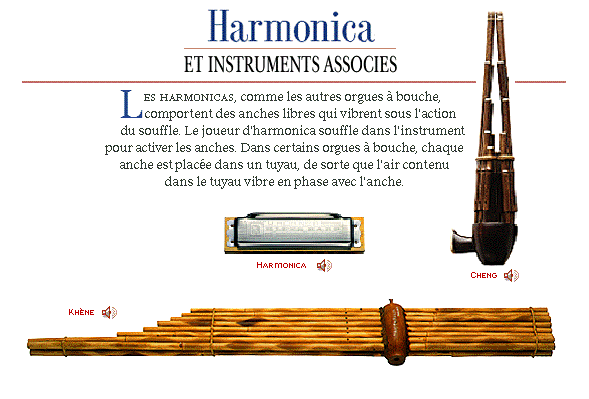 Harmonica
ET INSTRUMENTS ASSOCIES
LES HARMONICAS, comme les autres orgues à bouche,
comportent des anches libres qui vibrent sous l'action
du souffle. Le joueur d'harmonica souffle dans l'instrument
pour activer les anches. Dans certains orgues à bouche, chaque
anche est placée dans un tuyau, de sorte que l'air contenu
dans le tuyau vibre en phase avec l'anche.
Harmonica
Cheng
Khène